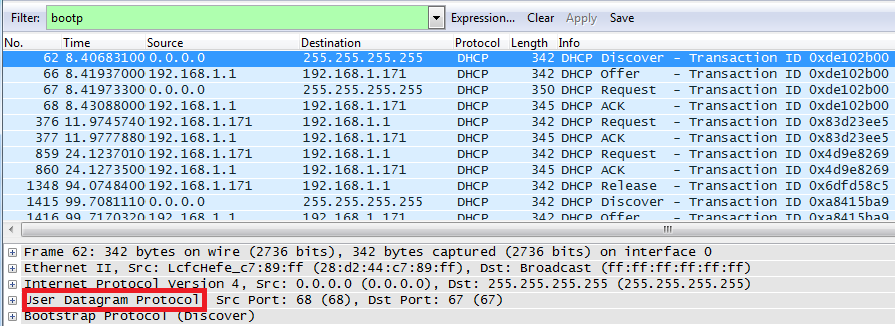 Filter: bootp Expression... Clear Apply Save
No. Time Source Destination Protocol Length Info
62 8.40683100 0.0.0.0 255.255.255.255 DHCP 342 DHCP Discover - Transaction ID 0xde102b00
66 8.41937000 192.168.1.1 192.168.1.171 DHCP 342 DHCP Offer - Transaction ID 0xde102b00
67 8.41973300 0.0.0.0 255.255.255.255 DHCP 350 DHCP Request - Transaction ID 0xde102b00
68 8.43088000 192.168.1.1 192.168.1.171 DHCP 345 DHCP ACK - Transaction ID 0xde102b00
376 11.9745740 192.168.1.171 192.168.1.1 DHCP 342 DHCP Request - Transaction ID 0x83d23ee5
377 11.9777880 192.168.1.1 192.168.1.171 DHCP 345 DHCP ACK - Transaction ID 0x83d23ee5
859 24.1237010 192.168.1.171 192.168.1.1 DHCP 342 DHCP Request - Transaction ID 0x4d9e8269
860 24.1273500 192.168.1.1 192.168.1.171 DHCP 345 DHCP ACK - Transaction ID 0x4d9e8269
1348 94.0748400 192.168.1.171 192.168.1.1 DHCP 342 DHCP Release - Transaction ID 0x6dfd58c5
1415 99.7081110 0.0.0.0 255.255.255.255 DHCP 342 DHCP Discover - Transaction ID 0xa8415ba9
1416 99.7170320 192.168.1.1 192.168.1.171 DHCP 342 DHCP Offer - Transaction ID 0xa8415ba9
Frame 62: 342 bytes on wire (2736 bits), 342 bytes captured (2736 bits) on interface 0
Ethernet II, Src: LcfcHefe_c7:89:ff (28:d2:44:c7:89:ff), Dst: Broadcast (ff:ff:ff:ff:ff:ff)
Internet Protocol Version 4, Src: 0.0.0.0 (0.0.0.0), Dst: 255.255.255.255 (255.255.255.255)
User Datagram Protocol, Src Port: 68 (68), Dst Port: 67 (67)
Bootstrap Protocol (Discover)